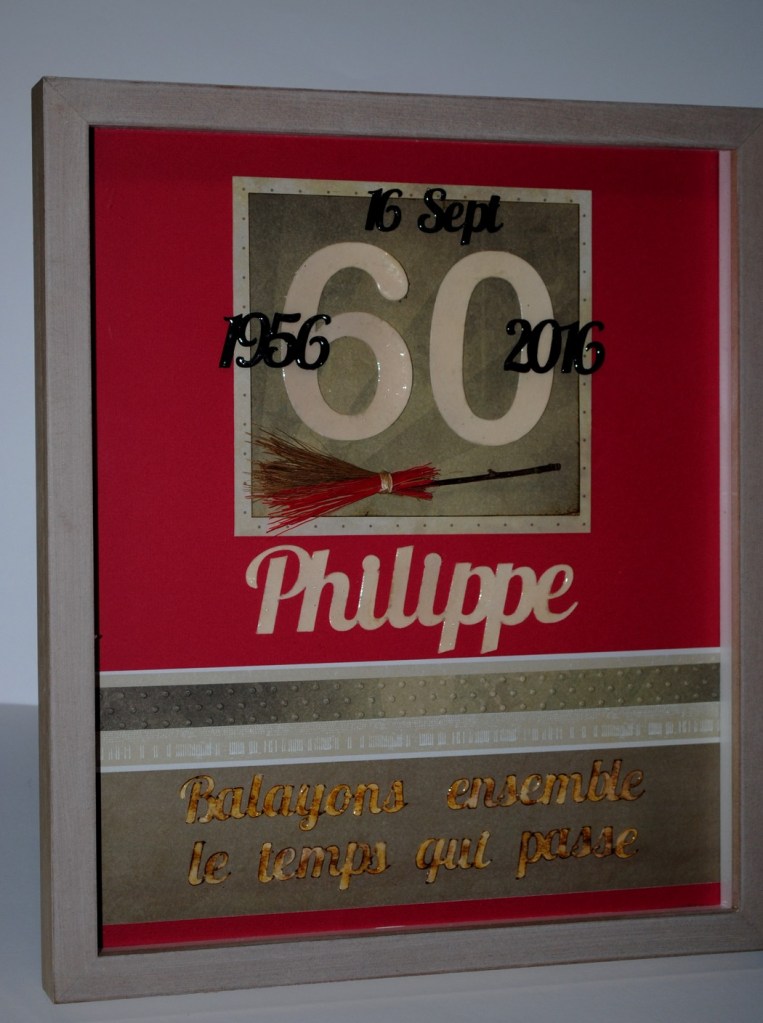 16 Sept
60
1956 2016
Philippe
Balayons ensemble
le temps qui passe